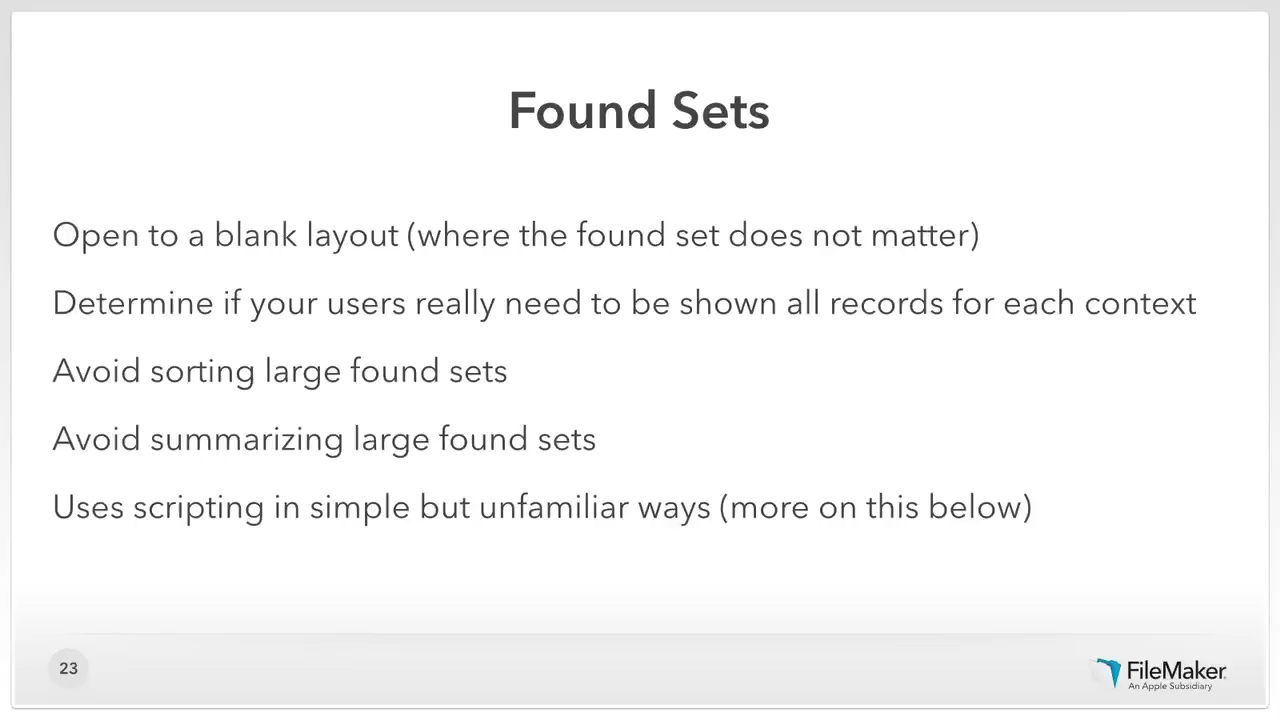 Found Sets
Open to a blank layout (where the found set does not matter)
Determine if your users really need to be shown all records for each context
Avoid sorting large found sets
Avoid summarizing large found sets
Uses scripting in simple but unfamiliar ways (more on this below)
23
FileMaker
An Apple Subsidiary